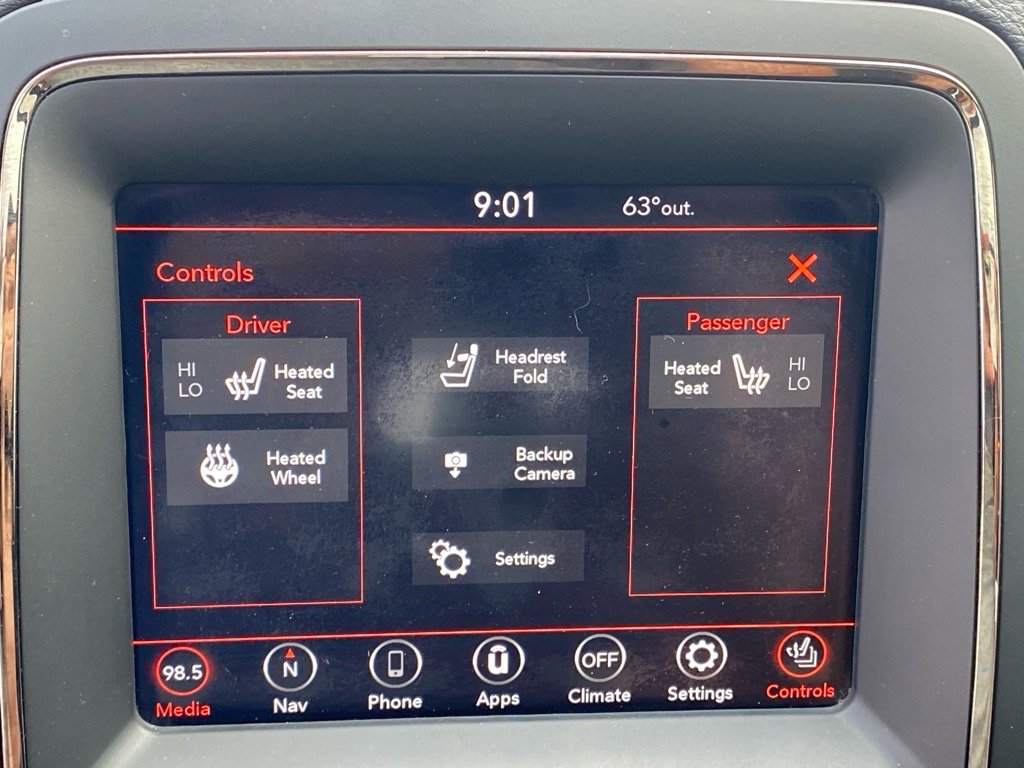 9:01
63°out.
Controls
Driver
HI
LO
Heated
Seat
Heated
Wheel
Headrest
Fold
Backup
Camera
Settings
Passenger
Heated
Seat
HI
LO
98.5
Media
N
Nav
Phone
Apps
OFF
Climate
Settings
Controls